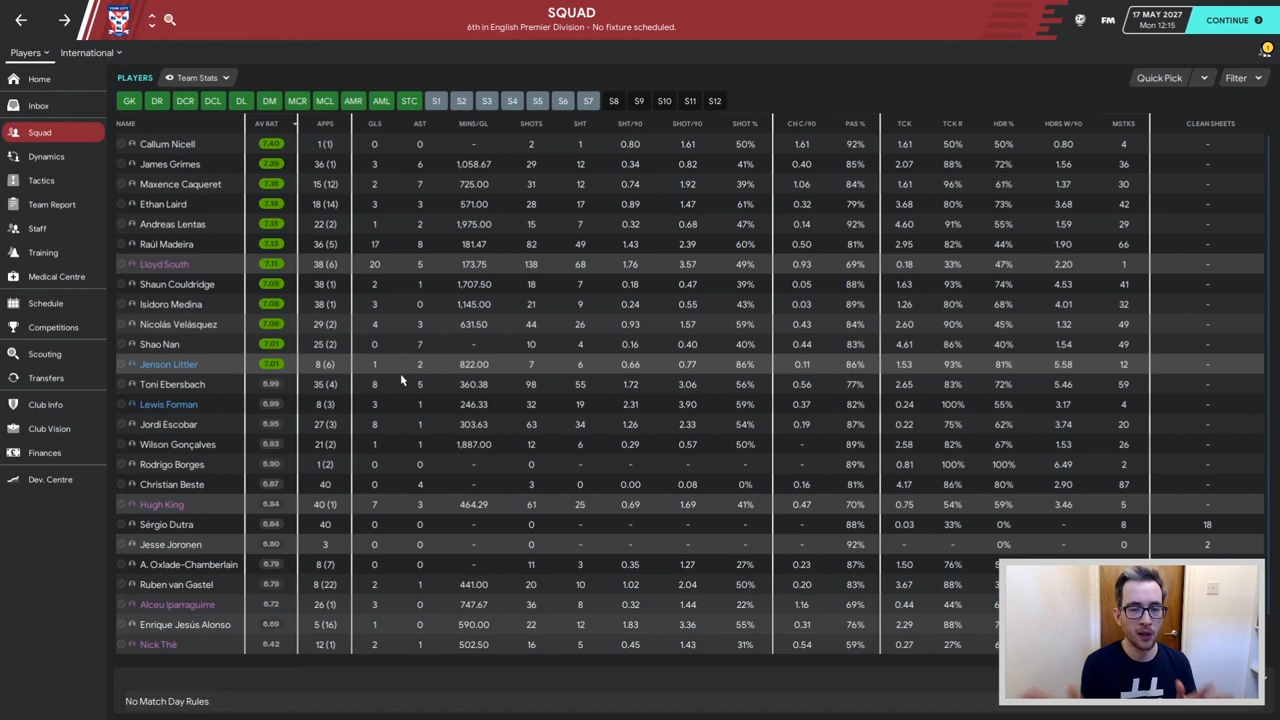 SQUAD
6th in English Premier Division - No fixture scheduled.
FM
17 MAY 2027
Mon 12:15
CONTINUE
Players
International
1
Home
Inbox
Squad
Dynamics
Tactics
Team Report
Staff
Training
Medical Centre
Schedule
Competitions
Scouting
Transfers
Club Info
Club Vision
Finances
Dev. Centre
PLAYERS Team Stats Quick Pick Filter
GK DR DCR DCL DL DM MCR MCL AMR AML STC S1 S2 S3 S4 S5 S6 S7 S8 S9 S10 S11 S12
NAME AV RAT APPS GLS AST MINS/GL SHOTS SHT SHT/90 SHOT/90 SHOT % CH C/90 PAS % TCK TCK R HDR % HDRS W/90 MSTKS CLEAN SHEETS
Callum Nicell 7.40 1 (1) 0 0 - 2 1 0.80 1.61 50% 1.61 92% 1.61 50% 50% 0.80 4 -
James Grimes 7.39 36 (1) 3 6 1,058.67 29 12 0.34 0.82 41% 0.40 85% 2.07 88% 72% 1.56 36 -
Maxence Caqueret 7.18 15 (12) 2 7 725.00 31 12 0.74 1.92 39% 1.06 84% 1.61 96% 61% 1.37 30 -
Ethan Laird 7.16 18 (14) 3 3 571.00 28 17 0.89 1.47 61% 0.32 79% 3.68 80% 73% 3.68 42 -
Andreas Lentas 7.15 22 (2) 1 2 1,975.00 15 7 0.32 0.68 47% 0.14 92% 4.60 91% 55% 1.59 29 -
Raúl Madeira 7.13 36 (5) 17 8 181.47 82 49 1.43 2.39 60% 0.50 81% 2.95 82% 44% 1.90 66 -
Lloyd South 7.11 38 (6) 20 5 173.75 138 68 1.76 3.57 49% 0.93 69% 0.18 33% 47% 2.20 1 -
Shaun Couldridge 7.09 38 (1) 2 1 1,707.50 18 7 0.18 0.47 39% 0.05 88% 1.63 93% 74% 4.53 41 -
Isidoro Medina 7.08 38 (1) 3 0 1,145.00 21 9 0.24 0.55 43% 0.03 89% 1.26 80% 68% 4.01 32 -
Nicolás Velásquez 7.06 29 (2) 4 3 631.50 44 26 0.93 1.57 59% 0.43 84% 2.60 90% 45% 1.32 49 -
Shao Nan 7.01 25 (2) 0 7 - 10 4 0.16 0.40 40% 0.44 83% 4.61 86% 40% 1.54 49 -
Jenson Littler 7.01 8 (6) 1 2 822.00 7 6 0.66 0.77 86% 0.11 86% 1.53 93% 81% 5.58 12 -
Toni Ebersbach 6.99 35 (4) 8 5 360.38 98 55 1.72 3.06 56% 0.56 77% 2.65 83% 72% 5.46 59 -
Lewis Forman 6.99 8 (3) 3 1 246.33 32 19 2.31 3.90 59% 0.37 82% 0.24 100% 55% 3.17 4 -
Jordi Escobar 6.95 27 (3) 8 1 303.63 63 34 1.26 2.33 54% 0.19 87% 0.22 75% 62% 3.74 20 -
Wilson Gonçalves 6.93 21 (2) 1 1 1,887.00 12 6 0.29 0.57 50% - 89% 2.58 82% 67% 1.53 26 -
Rodrigo Borges 6.90 1 (2) 0 0 - 0 - - - 89% 0.81 100% 100% 6.49 2 -
Christian Beste 6.87 40 0 4 - 3 0 0.00 0.08 0% 0.16 81% 4.17 86% 80% 2.90 87 -
Hugh King 6.84 40 (1) 7 3 464.29 61 25 0.69 1.69 41% 0.47 70% 0.75 54% 59% 3.46 5 -
Sérgio Dutra 6.84 40 0 0 - 0 - - - 88% 0.03 33% 0% - 8 18
Jesse Joronen 6.80 3 0 0 - 0 - - - 92% - - 0% - 0 2
A. Oxlade-Chamberlain 6.79 8 (7) 0 0 - 11 3 0.35 1.27 27% 0.23 87% 1.50 76%
Ruben van Gastel 6.79 8 (22) 2 1 441.00 20 10 1.02 2.04 50% 0.20 80% 3.67 88%
Alceu Iparraguirre 6.72 26 (1) 3 0 747.67 36 8 0.32 1.44 22% 1.16 69% 0.44 44%
Enrique Jesús Alonso 6.69 5 (16) 1 0 590.00 22 12 1.83 3.36 55% 0.31 76% 2.29 88%
Nick Thé 6.42 12 (1) 2 1 502.50 16 5 0.45 1.43 31% 0.54 59% 0.27 27%
No Match Day Rules